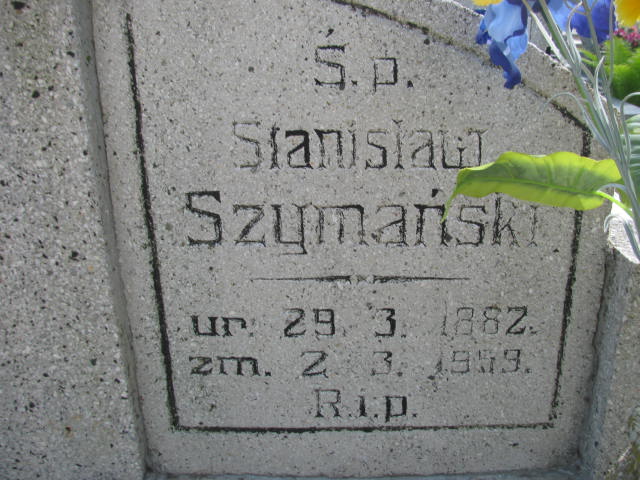 Ś.p.
Stanisław
Szymański
ur. 29. 3. 1882.
zm. 2. 3. 1959.
R.i.p.